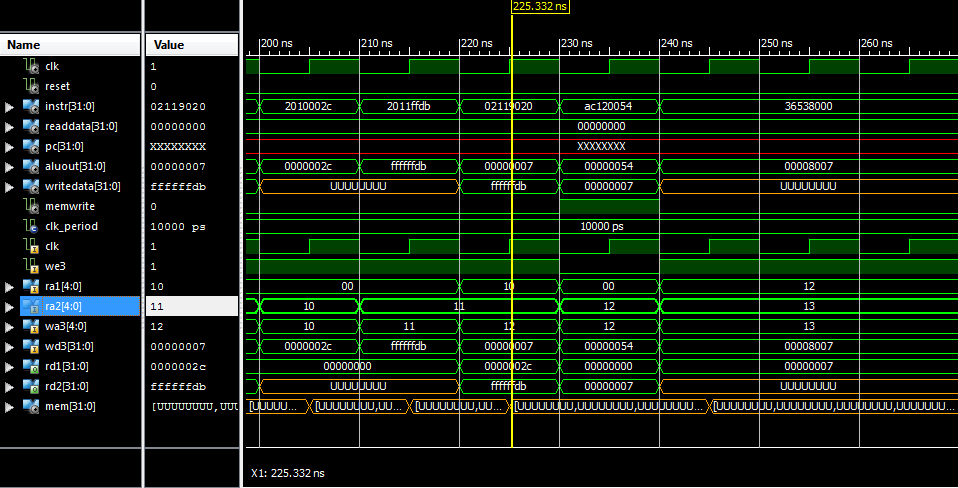 225.332 ns
Name Value
200 ns 210 ns 220 ns 230 ns 240 ns 250 ns 260 ns
clk 1
reset 0
instr[31:0] 02119020 2010002c 2011ffdb 02119020 ac120054 36538000
readdata[31:0] 00000000 00000000
pc[31:0] XXXXXXXX XXXXXXXX
aluout[31:0] 00000007 0000002c ffffffdb 00000007 00000054 00008007
writedata[31:0] ffffffdb UUUUUUUU ffffffdb 00000007 UUUUUUUU
memwrite 0
clk_period 10000 ps 10000 ps
clk 1
we3 1
ra1[4:0] 10 00 10 00 12
ra2[4:0] 11 10 11 12 13
wa3[4:0] 12 10 11 12 12 13
wd3[31:0] 00000007 0000002c ffffffdb 00000007 00000054 00008007
rd1[31:0] 0000002c 00000000 0000002c 00000000 00000007
rd2[31:0] ffffffdb UUUUUUUU ffffffdb 00000007 UUUUUUUU
mem[31:0] [UUUUUUUU,UU [UUUUU... [UUUUUUUU,UU... [UUUUUUUU,UU... [UUUUUUUU,UUUUUUUU,UUUUUUUU,U... [UUUUUUUU,UUUUUUUU,UUUUUUUU,UUUUUUU...
X1: 225.332 ns